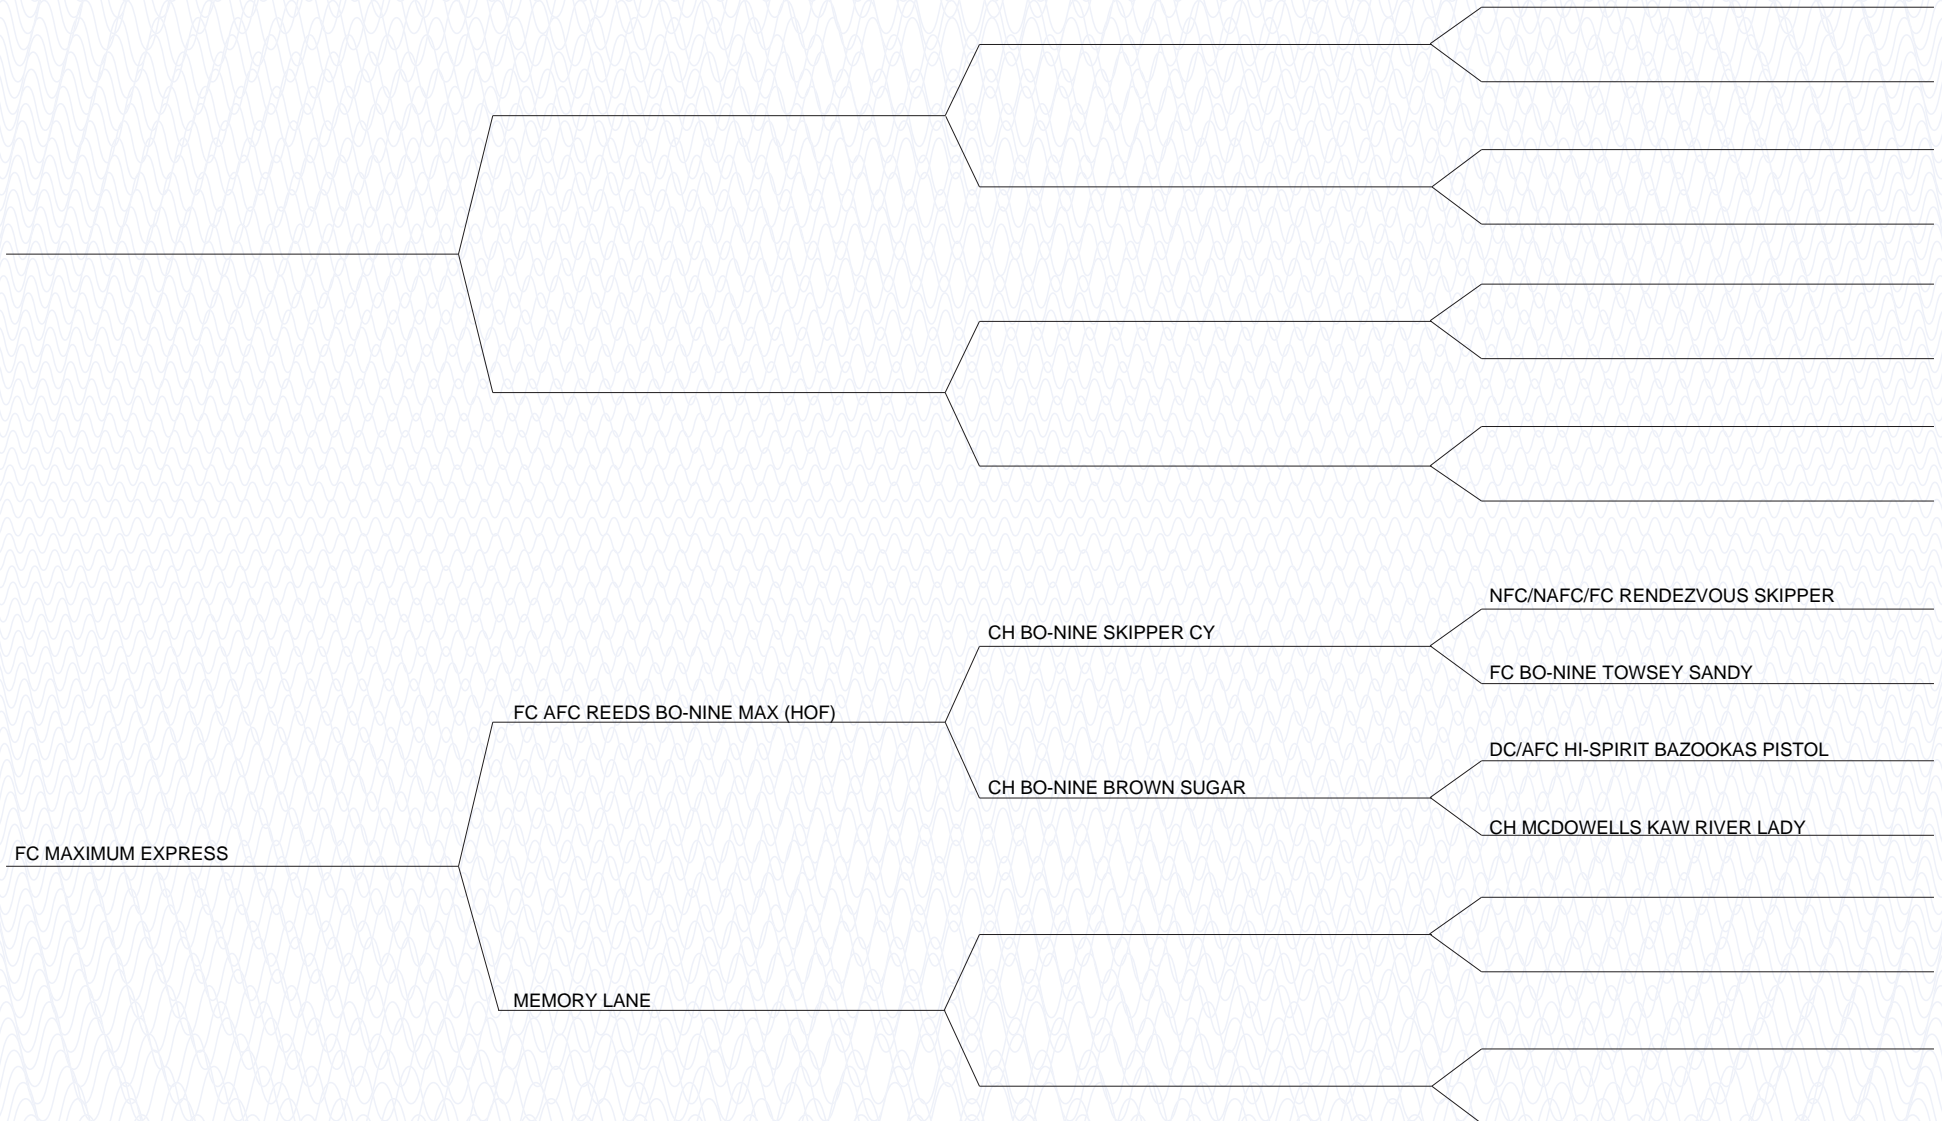 NFC/NAFC/FC RENDEZVOUS SKIPPER
CH BO-NINE SKIPPER CY
FC BO-NINE TOWSEY SANDY
FC AFC REEDS BO-NINE MAX (HOF)
DC/AFC HI-SPIRIT BAZOOKAS PISTOL
CH BO-NINE BROWN SUGAR
CH MCDOWELLS KAW RIVER LADY
FC MAXIMUM EXPRESS
MEMORY LANE